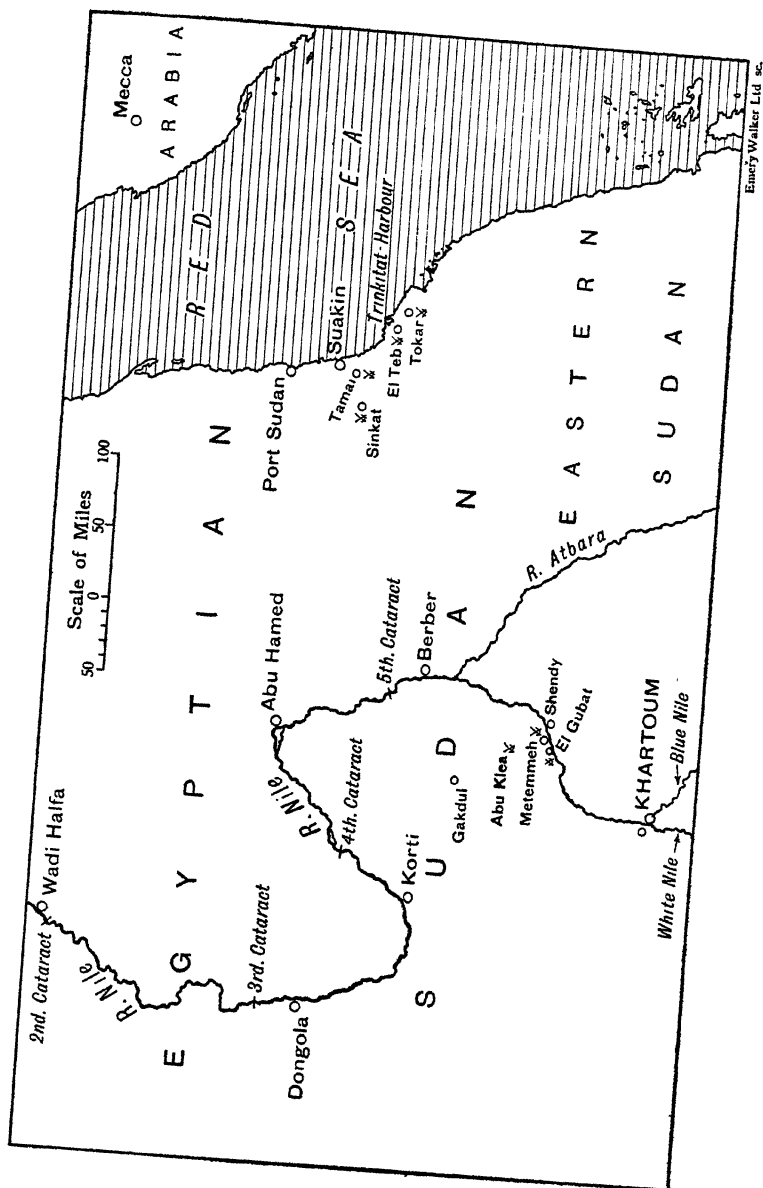 Mecca
ARABIA
RED
SEA
Trinkitat Harbour
Scale of Miles
50 0 50 100
2nd. Cataract
Wadi Halfa
R. Nile
EGYPTIAN
SUDAN
3rd. Cataract
Dongola
Korti
4th. Cataract
R. Nile
Abu Hamed
5th. Cataract
Berber
Port Sudan
Suakin
Tamai
Sinkat
El Teb
Tokar
EASTERN
SUDAN
R. Atbara
Gakdul
Abu Klea
Metemmeh
Shendy
El Gubat
KHARTOUM
Blue Nile
White Nile
Emery Walker Ltd sc.